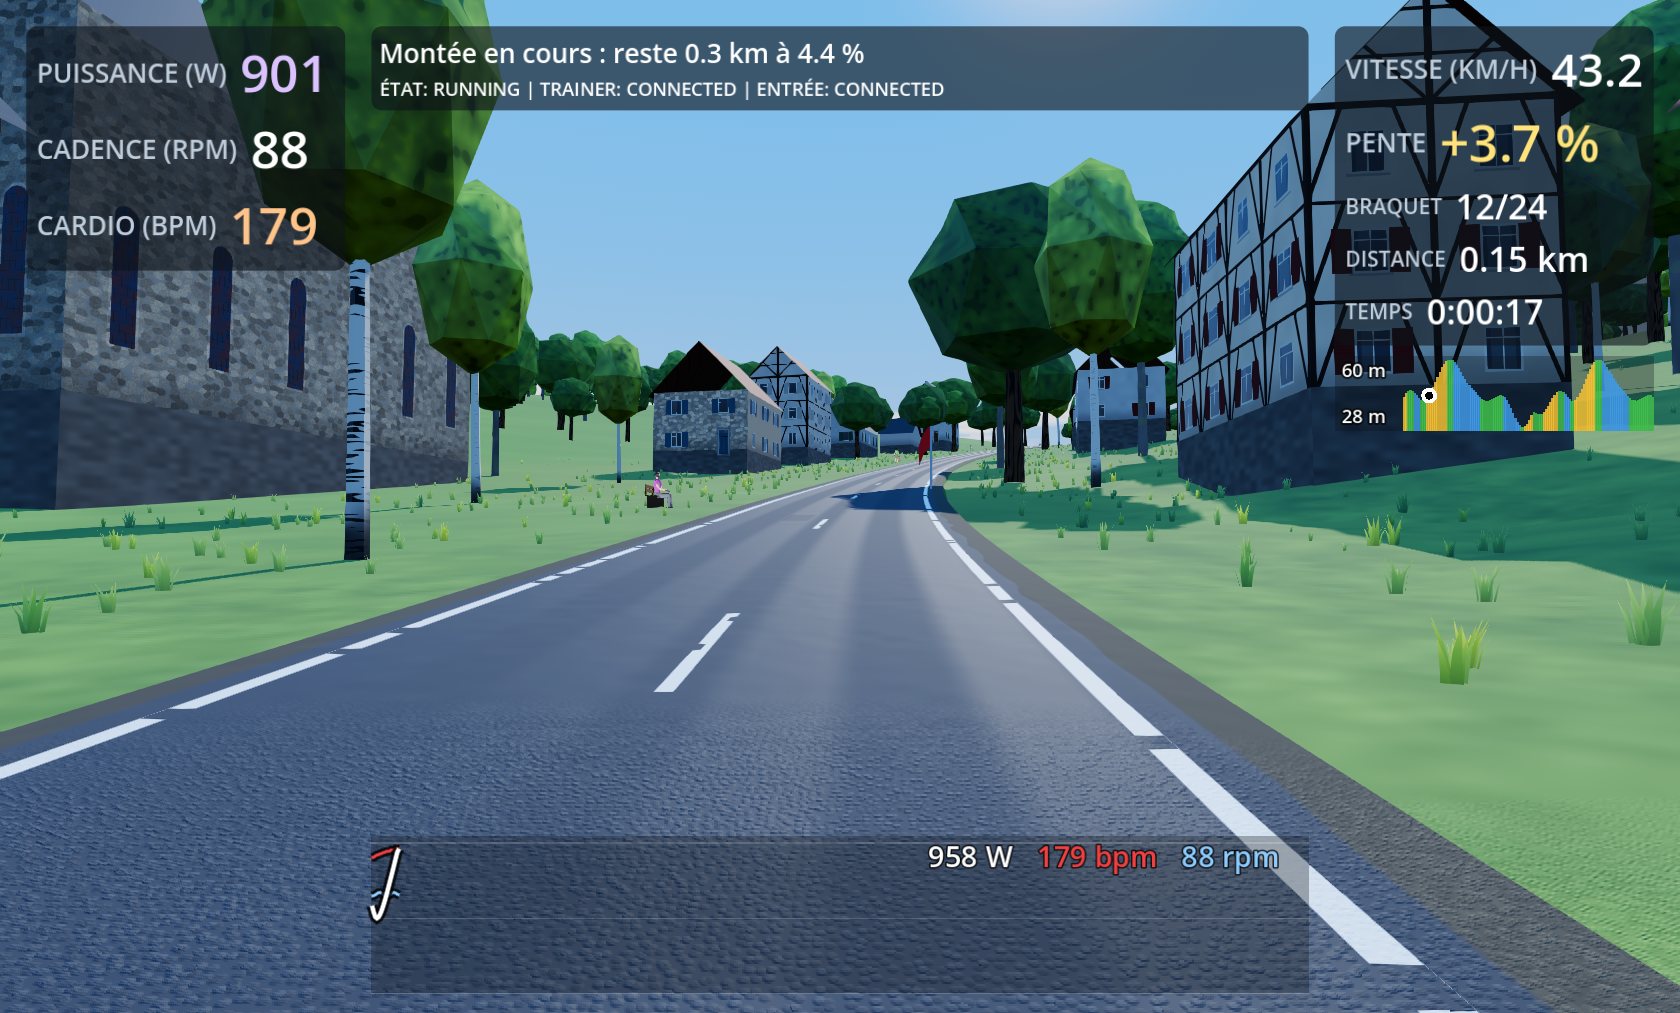 PUISSANCE (W) 901
CADENCE (RPM) 88
CARDIO (BPM) 179
Montée en cours : reste 0.3 km à 4.4 %
ÉTAT: RUNNING | TRAINER: CONNECTED | ENTRÉE: CONNECTED
VITESSE (KM/H) 43.2
PENTE +3.7 %
BRAQUET 12/24
DISTANCE 0.15 km
TEMPS 0:00:17
60 m
28 m
958 W 179 bpm 88 rpm